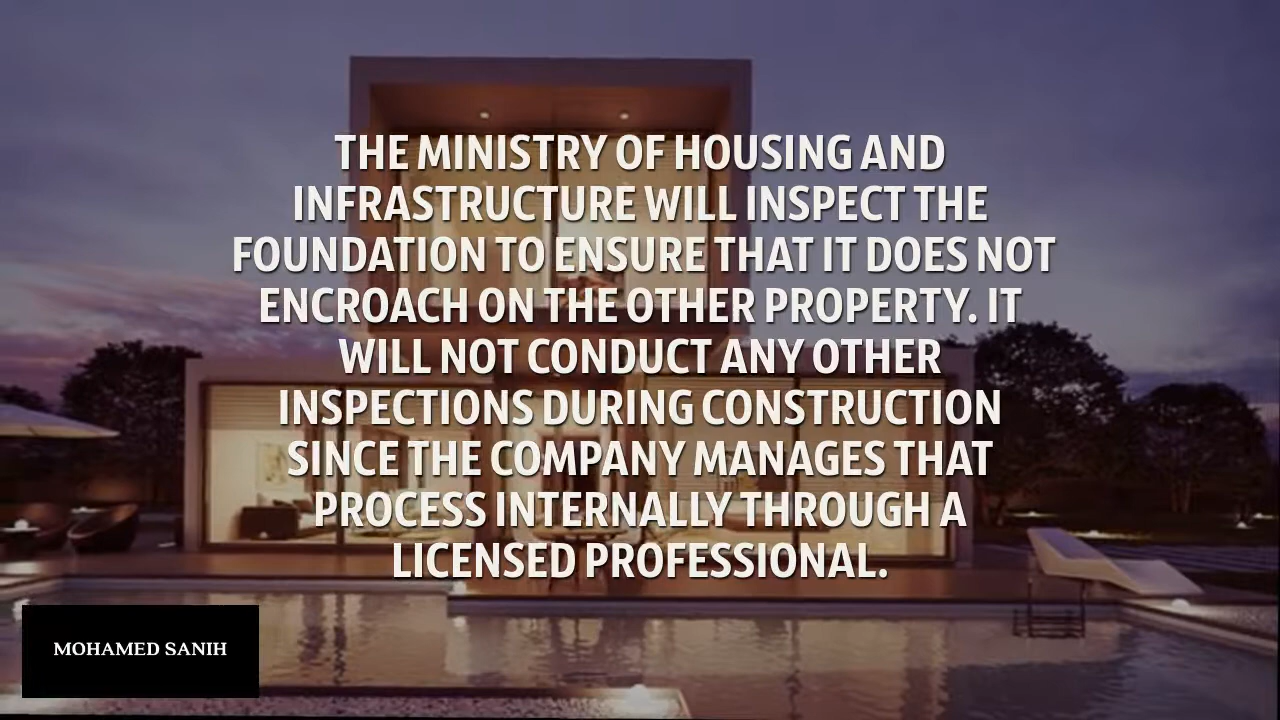 THE MINISTRY OF HOUSING AND
INFRASTRUCTURE WILL INSPECT THE
FOUNDATION TO ENSURE THAT IT DOES NOT
ENCROACH ON THE OTHER PROPERTY. IT
WILL NOT CONDUCT ANY OTHER
INSPECTIONS DURING CONSTRUCTION
SINCE THE COMPANY MANAGES THAT
PROCESS INTERNALLY THROUGH A
LICENSED PROFESSIONAL.
MOHAMED SANIH